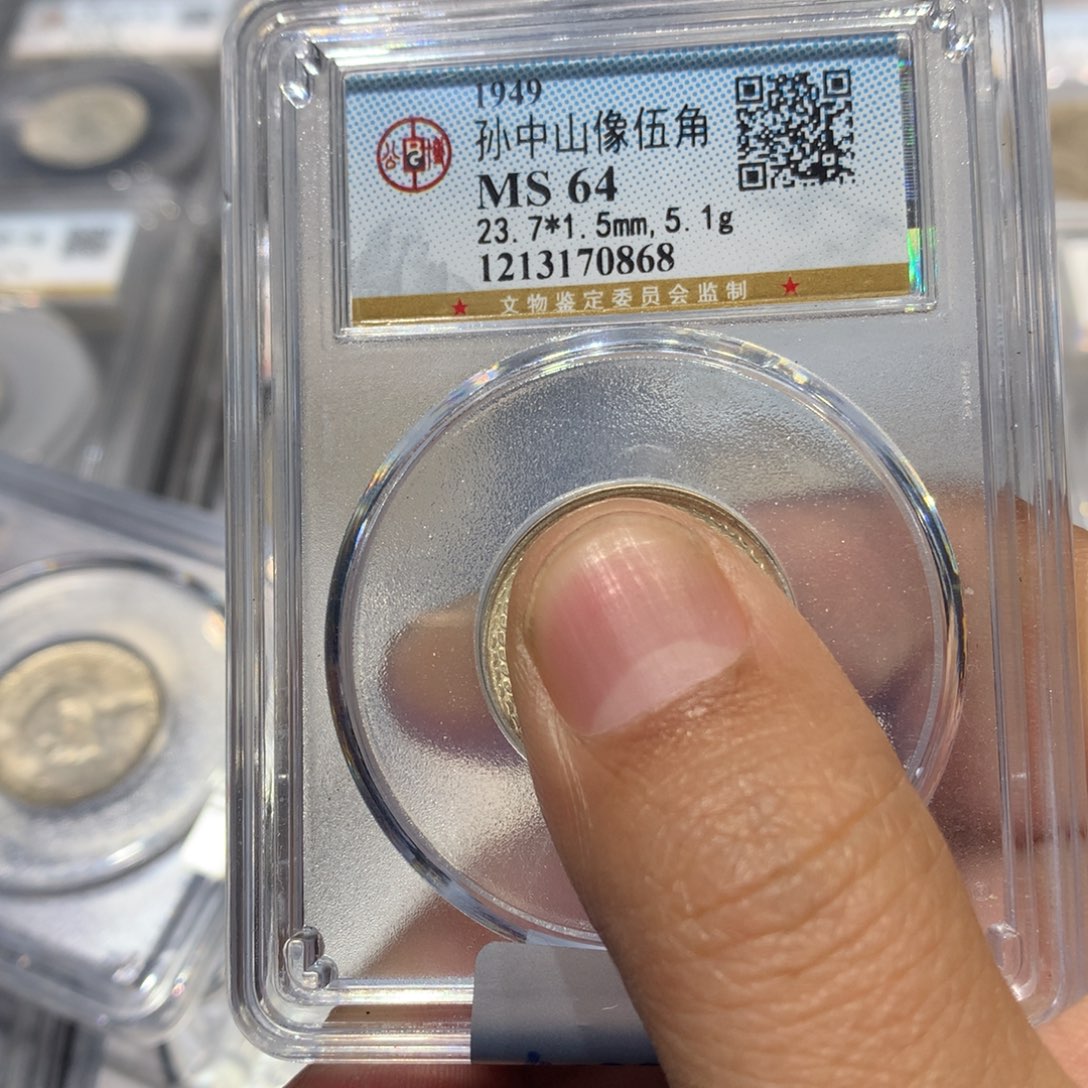 1949
孙中山像伍角
MS 64
23.7*1.5mm, 5.1g
1213170868
文物鉴定委员会监制